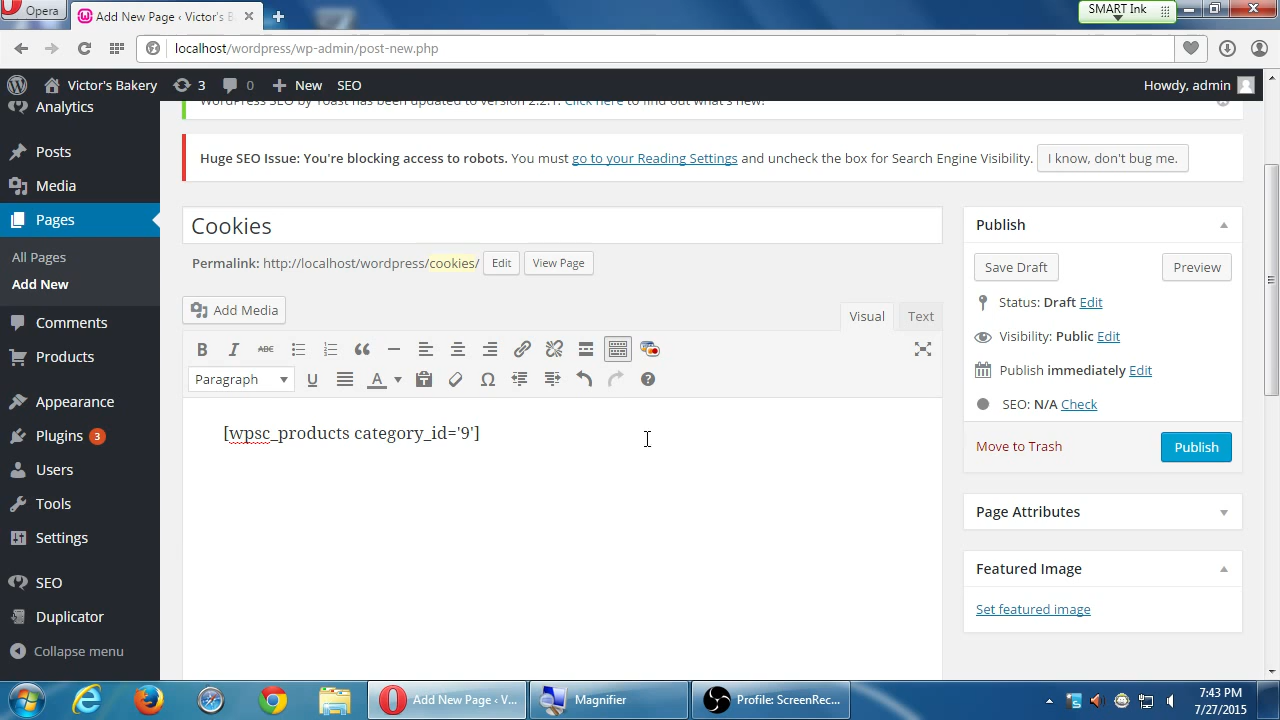 Opera
Add New Page ‹ Victor's B
SMART Ink
localhost/wordpress/wp-admin/post-new.php
Victor's Bakery
3
0
New
SEO
Howdy, admin
Analytics
WordPress SEO by Yoast has been updated to version 2.2.1. Click here to find out what's new!
Posts
Huge SEO Issue: You're blocking access to robots. You must go to your Reading Settings and uncheck the box for Search Engine Visibility.
I know, don't bug me.
Media
Pages
Cookies
Publish
All Pages
Permalink: http://localhost/wordpress/cookies/
Edit
View Page
Save Draft
Preview
Add New
Status: Draft Edit
Add Media
Visual
Text
Comments
Visibility: Public Edit
Products
B
I
ABC
Publish immediately Edit
Paragraph
U
A
Appearance
SEO: N/A Check
Plugins 3
[wpsc_products category_id='9']
Move to Trash
Publish
Users
Tools
Page Attributes
Settings
Featured Image
SEO
Set featured image
Duplicator
Collapse menu
Add New Page ‹ V...
Magnifier
Profile: ScreenRec...
7:43 PM
7/27/2015